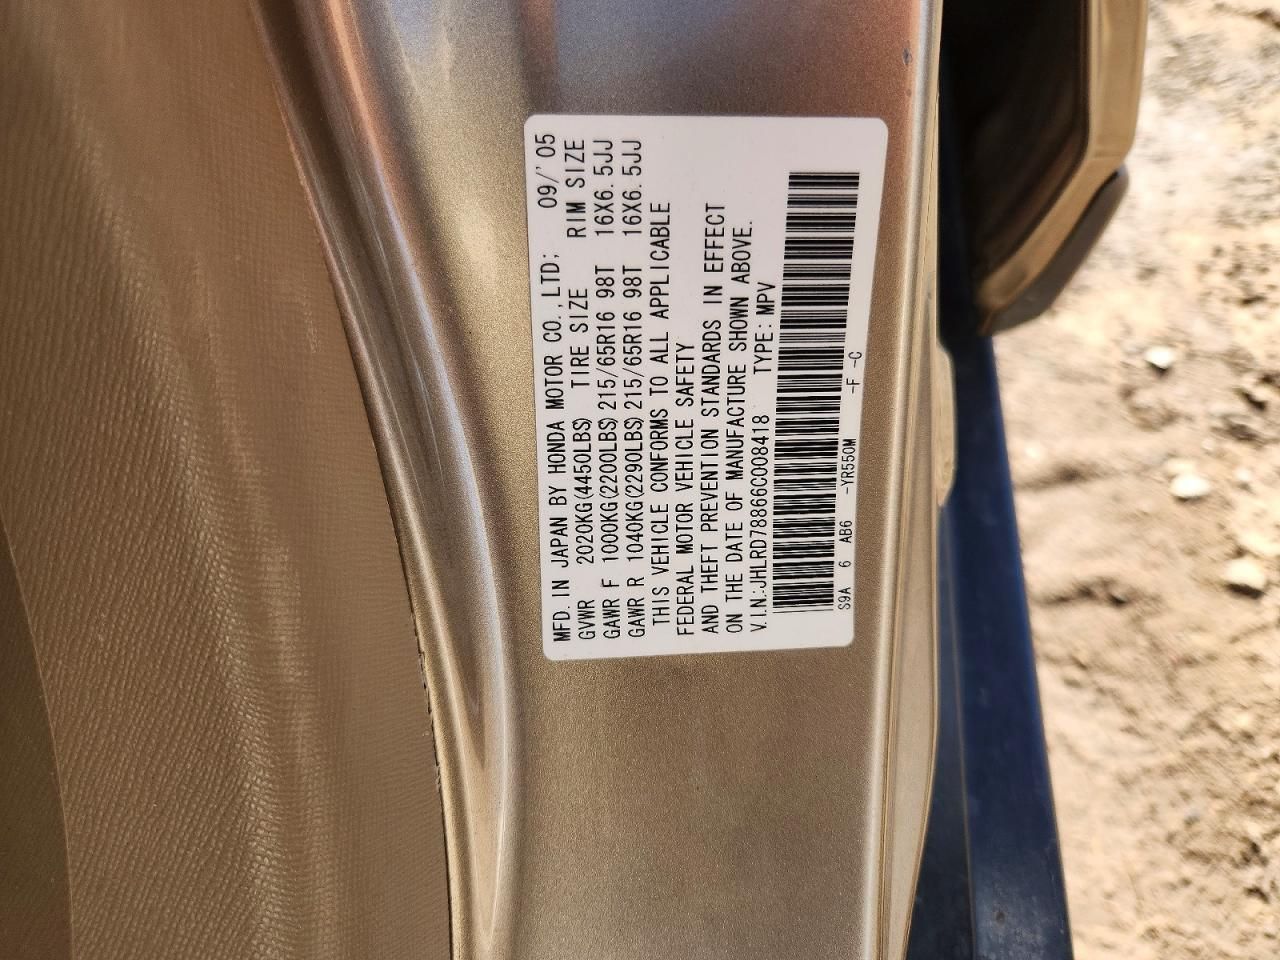 MFD. IN JAPAN BY HONDA MOTOR CO., LTD; 09/'05
GVWR 2020KG(4450LBS) TIRE SIZE RIM SIZE
GAWR F 1000KG(2200LBS) 215/65R16 98T 16X6.5JJ
GAWR R 1040KG(2290LBS) 215/65R16 98T 16X6.5JJ
THIS VEHICLE CONFORMS TO ALL APPLICABLE
FEDERAL MOTOR VEHICLE SAFETY
AND THEFT PREVENTION STANDARDS IN EFFECT
ON THE DATE OF MANUFACTURE SHOWN ABOVE.
V.I.N.:JHLRD78866C008418 TYPE: MPV
S9A 6 AB6 -YR550M -F -C